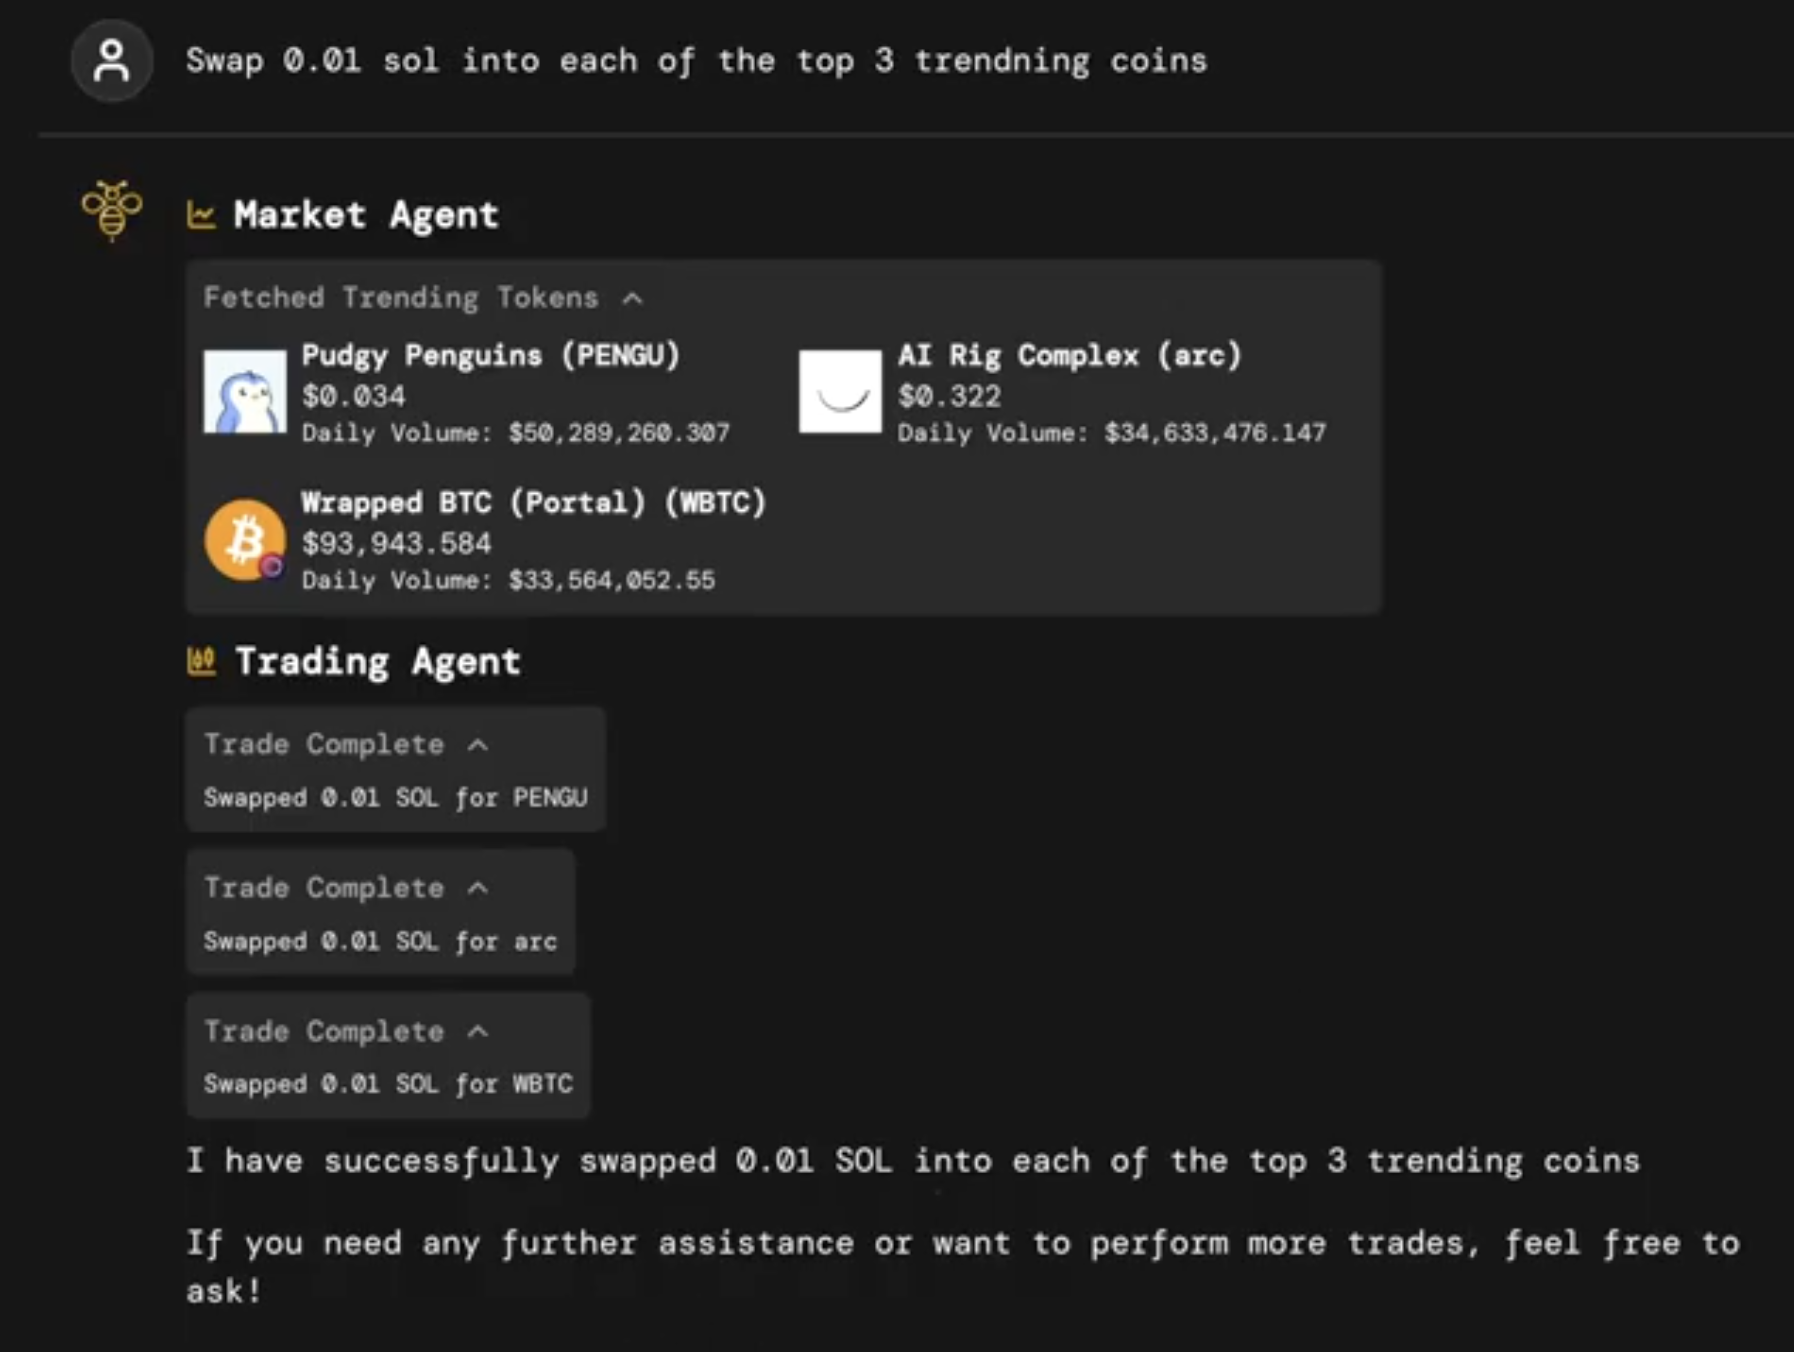 Swap 0.01 sol into each of the top 3 trendning coins
Market Agent
Fetched Trending Tokens
Pudgy Penguins (PENGU)
$0.034
Daily Volume: $50,289,260.307
AI Rig Complex (arc)
$0.322
Daily Volume: $34,633,476.147
Wrapped BTC (Portal) (WBTC)
$93,943.584
Daily Volume: $33,564,052.55
Trading Agent
Trade Complete
Swapped 0.01 SOL for PENGU
Trade Complete
Swapped 0.01 SOL for arc
Trade Complete
Swapped 0.01 SOL for WBTC
I have successfully swapped 0.01 SOL into each of the top 3 trending coins
If you need any further assistance or want to perform more trades, feel free to
ask!